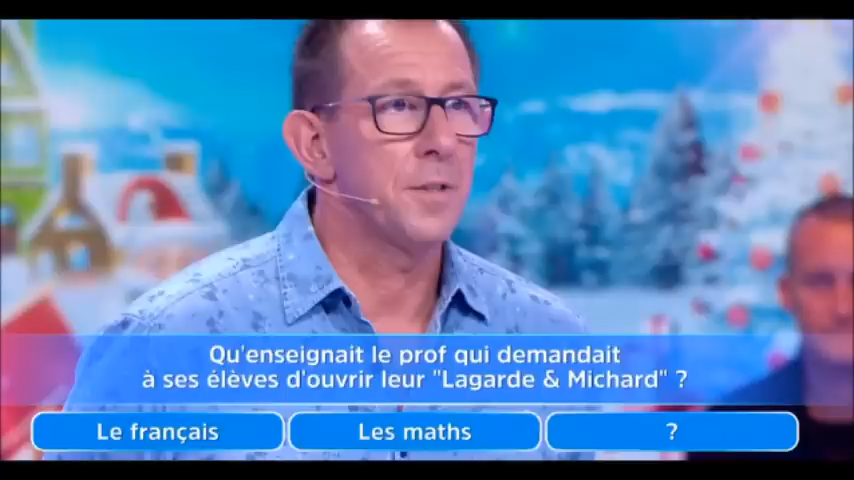 Qu'enseignait le prof qui demandait
à ses élèves d'ouvrir leur "Lagarde & Michard" ?
Le français
Les maths
?